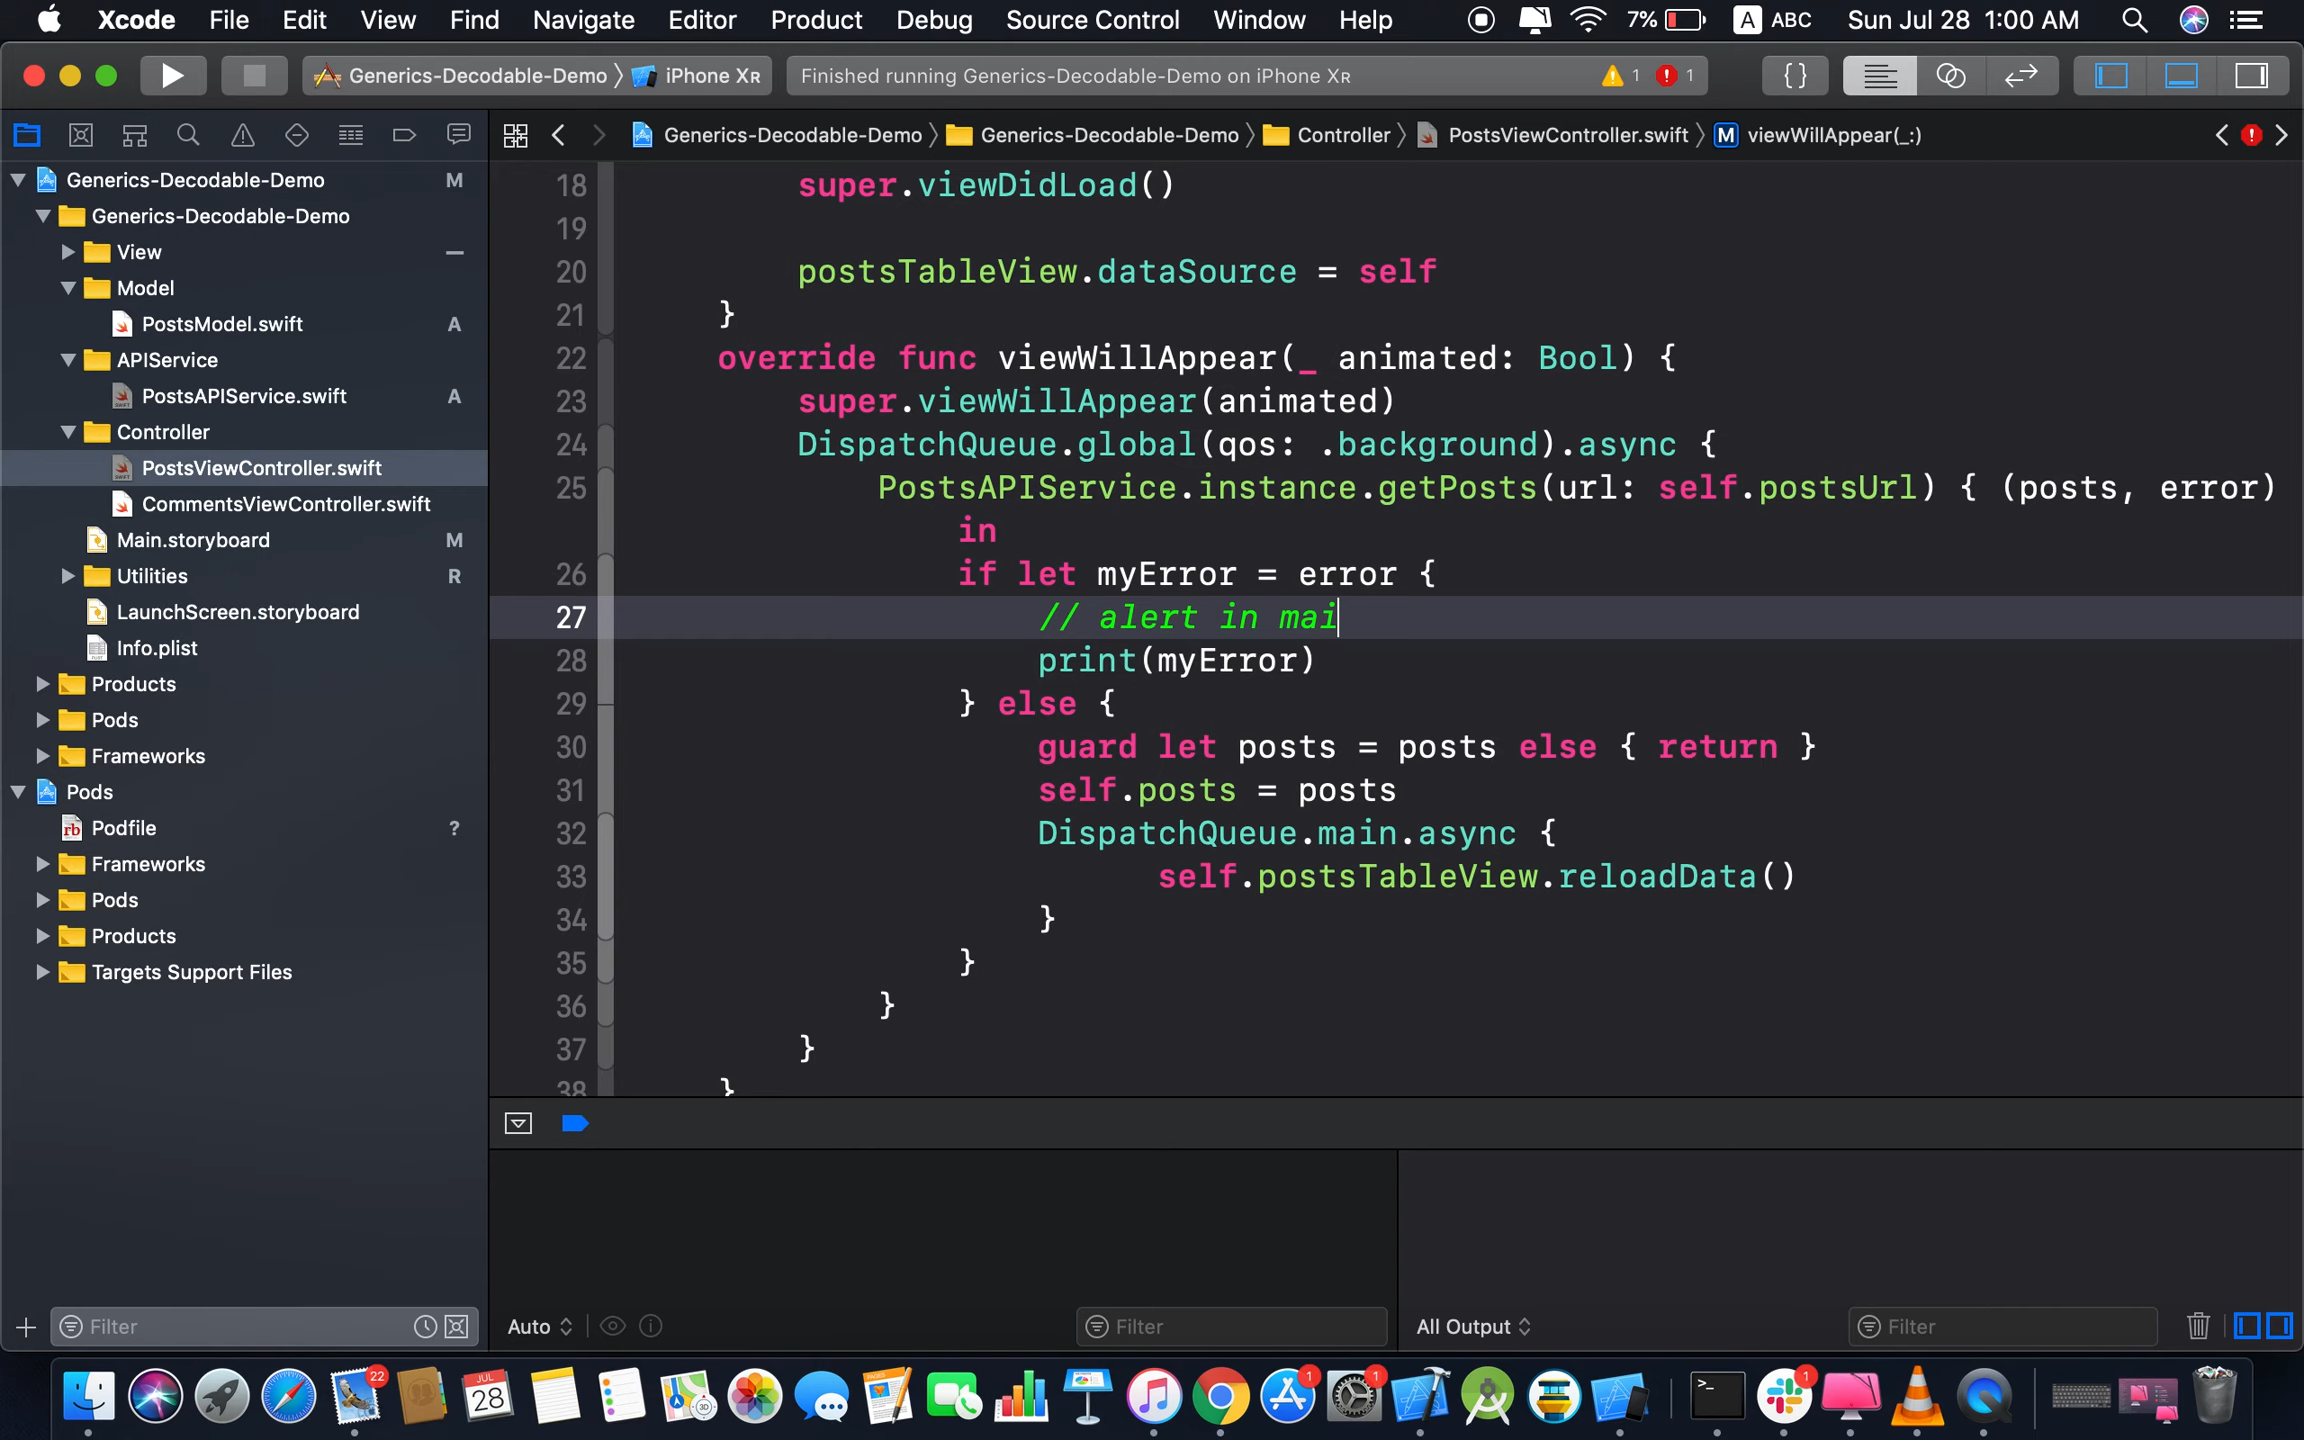 Xcode File Edit View Find Navigate Editor Product Debug Source Control Window Help 7% A ABC Sun Jul 28 1:00 AM
Generics-Decodable-Demo iPhone XR Finished running Generics-Decodable-Demo on iPhone XR 1 1 {}
Generics-Decodable-Demo Generics-Decodable-Demo Controller PostsViewController.swift M viewWillAppear(_:)
Generics-Decodable-Demo M
Generics-Decodable-Demo
View
Model
PostsModel.swift A
APIService
PostsAPIService.swift A
Controller
PostsViewController.swift
CommentsViewController.swift
Main.storyboard M
Utilities R
LaunchScreen.storyboard
Info.plist
Products
Pods
Frameworks
Pods
rb Podfile ?
Frameworks
Pods
Products
Targets Support Files
18 super.viewDidLoad()
19
20 postsTableView.dataSource = self
21 }
22 override func viewWillAppear(_ animated: Bool) {
23 super.viewWillAppear(animated)
24 DispatchQueue.global(qos: .background).async {
25 PostsAPIService.instance.getPosts(url: self.postsUrl) { (posts, error)
in
26 if let myError = error {
27 // alert in mai
28 print(myError)
29 } else {
30 guard let posts = posts else { return }
31 self.posts = posts
32 DispatchQueue.main.async {
33 self.postsTableView.reloadData()
34 }
35 }
36 }
37 }
38 }
Filter Auto Filter All Output Filter
22 JUL 28 3D 1 1 >_ 1